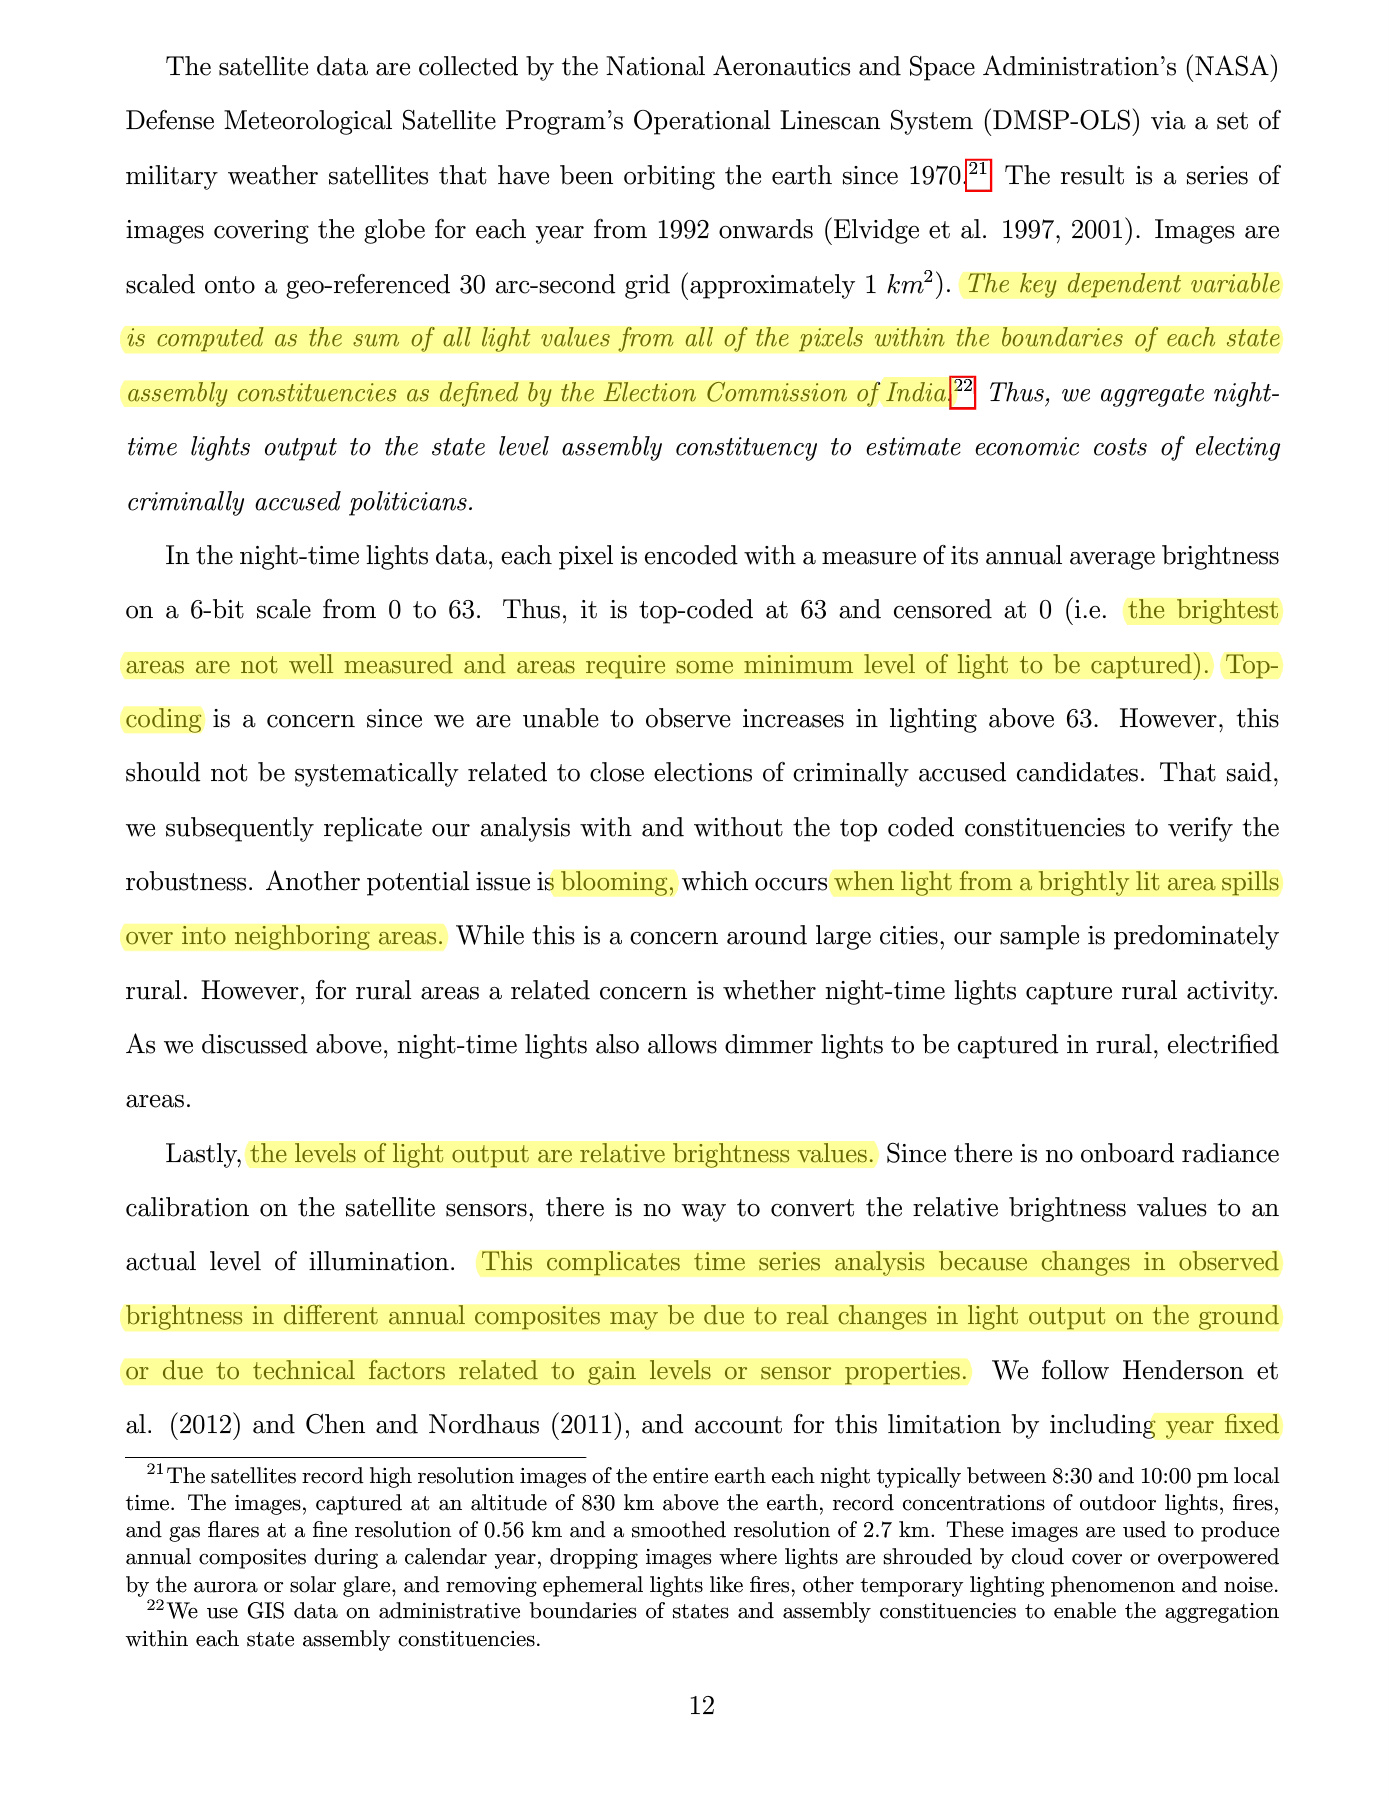 The satellite data are collected by the National Aeronautics and Space Administration's (NASA)
Defense Meteorological Satellite Program's Operational Linescan System (DMSP-OLS) via a set of
military weather satellites that have been orbiting the earth since 1970.21 The result is a series of
images covering the globe for each year from 1992 onwards (Elvidge et al. 1997, 2001). Images are
scaled onto a geo-referenced 30 arc-second grid (approximately 1 km2). The key dependent variable
is computed as the sum of all light values from all of the pixels within the boundaries of each state
assembly constituencies as defined by the Election Commission of India.22 Thus, we aggregate night-
time lights output to the state level assembly constituency to estimate economic costs of electing
criminally accused politicians.
In the night-time lights data, each pixel is encoded with a measure of its annual average brightness
on a 6-bit scale from 0 to 63. Thus, it is top-coded at 63 and censored at 0 (i.e. the brightest
areas are not well measured and areas require some minimum level of light to be captured). Top-
coding is a concern since we are unable to observe increases in lighting above 63. However, this
should not be systematically related to close elections of criminally accused candidates. That said,
we subsequently replicate our analysis with and without the top coded constituencies to verify the
robustness. Another potential issue is blooming, which occurs when light from a brightly lit area spills
over into neighboring areas. While this is a concern around large cities, our sample is predominately
rural. However, for rural areas a related concern is whether night-time lights capture rural activity.
As we discussed above, night-time lights also allows dimmer lights to be captured in rural, electrified
areas.
Lastly, the levels of light output are relative brightness values. Since there is no onboard radiance
calibration on the satellite sensors, there is no way to convert the relative brightness values to an
actual level of illumination. This complicates time series analysis because changes in observed
brightness in different annual composites may be due to real changes in light output on the ground
or due to technical factors related to gain levels or sensor properties. We follow Henderson et
al. (2012) and Chen and Nordhaus (2011), and account for this limitation by including year fixed
21The satellites record high resolution images of the entire earth each night typically between 8:30 and 10:00 pm local
time. The images, captured at an altitude of 830 km above the earth, record concentrations of outdoor lights, fires,
and gas flares at a fine resolution of 0.56 km and a smoothed resolution of 2.7 km. These images are used to produce
annual composites during a calendar year, dropping images where lights are shrouded by cloud cover or overpowered
by the aurora or solar glare, and removing ephemeral lights like fires, other temporary lighting phenomenon and noise.
22We use GIS data on administrative boundaries of states and assembly constituencies to enable the aggregation
within each state assembly constituencies.
12